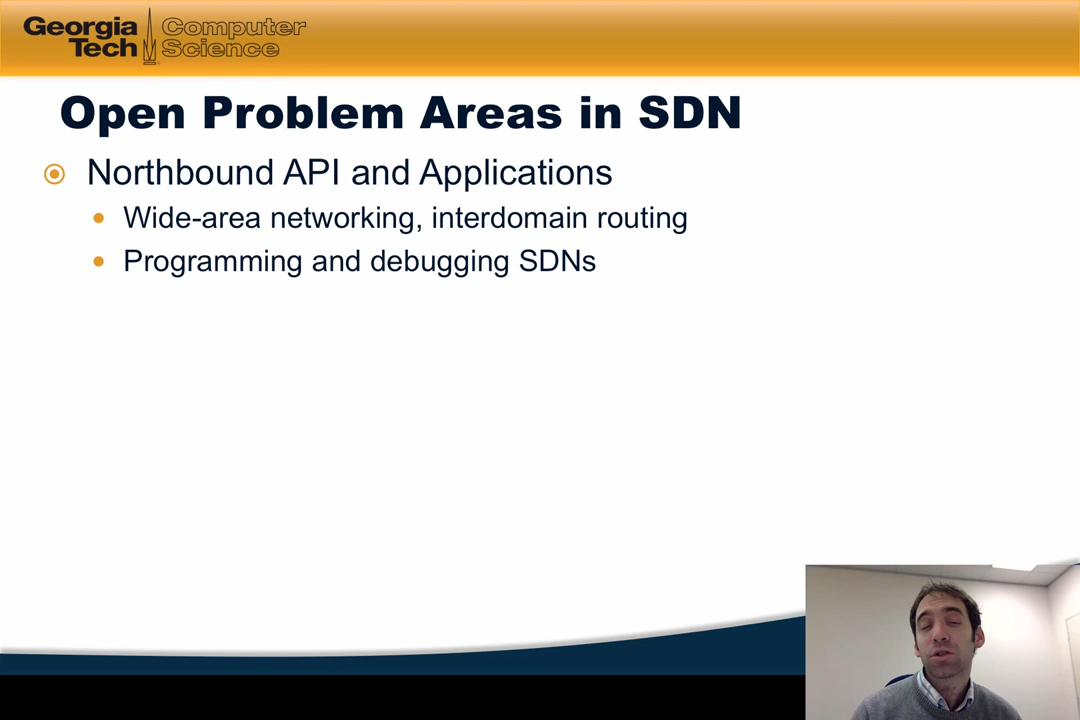 Georgia Tech
Computer Science
Open Problem Areas in SDN
Northbound API and Applications
Wide-area networking, interdomain routing
Programming and debugging SDNs